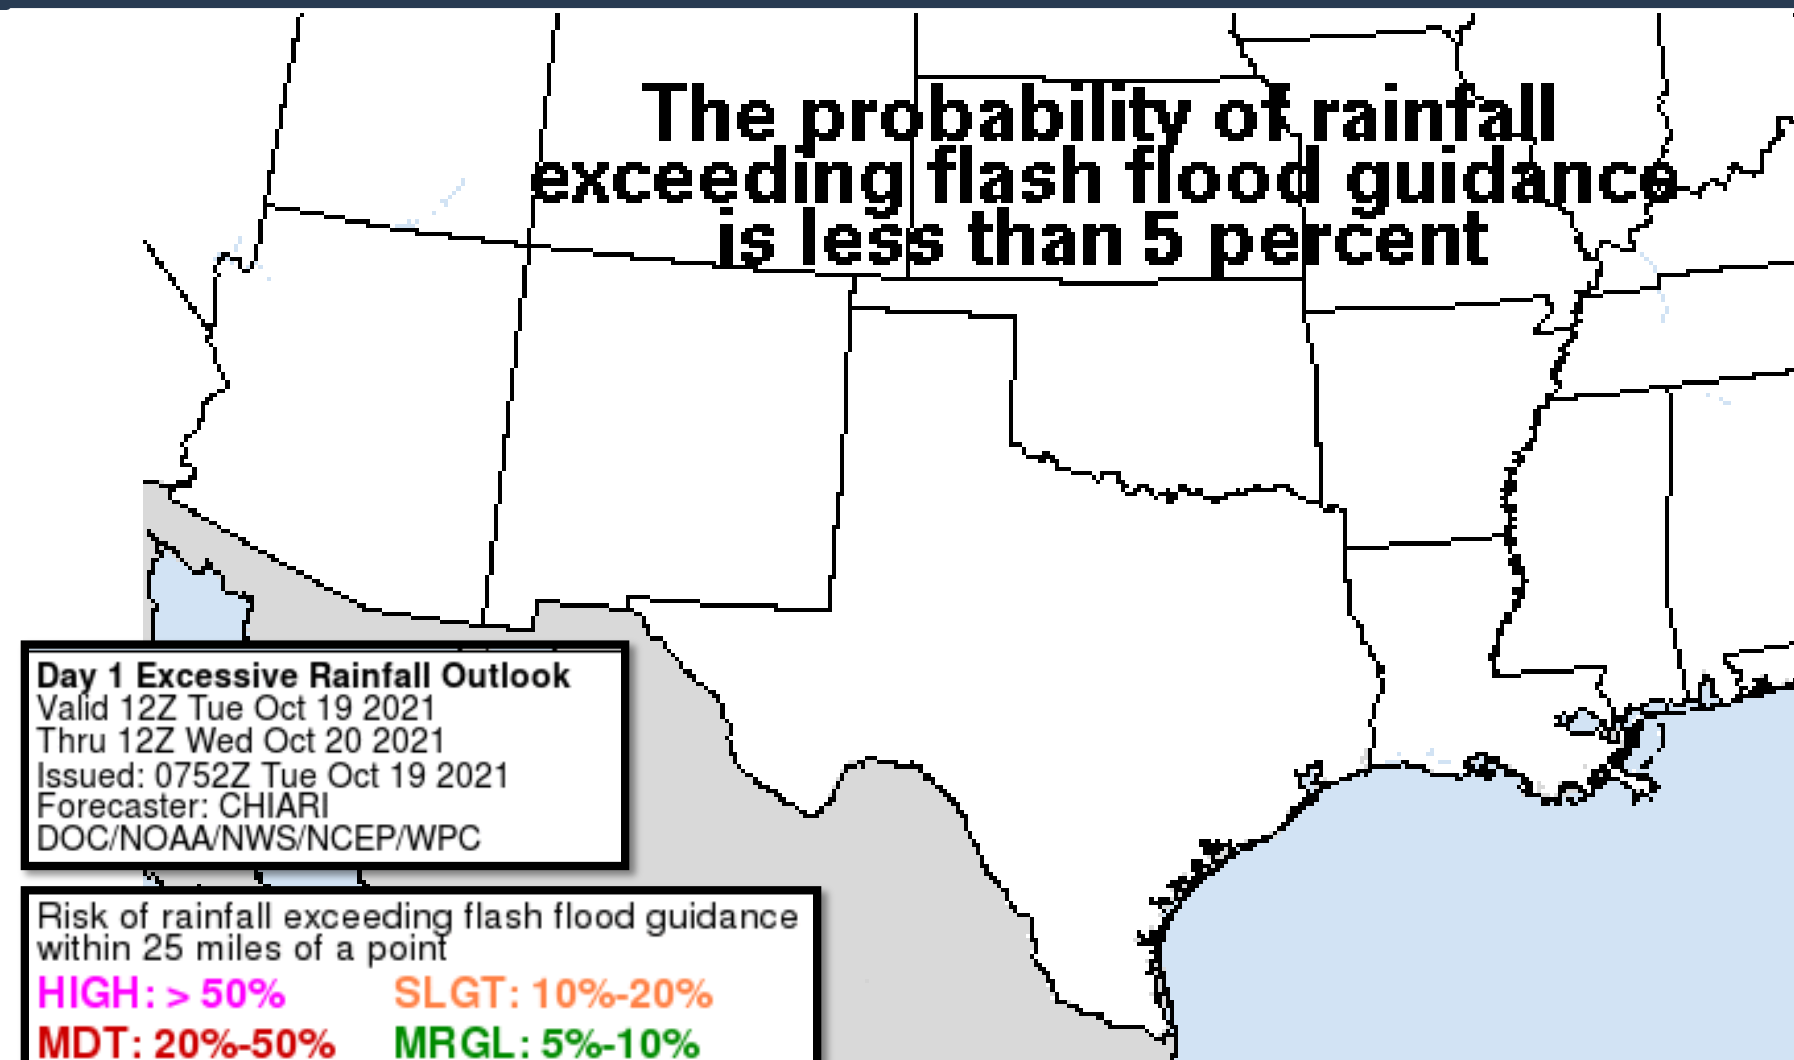 The probability of rainfall
exceeding flash flood guidance
is less than 5 percent
Day 1 Excessive Rainfall Outlook
Valid 12Z Tue Oct 19 2021
Thru 12Z Wed Oct 20 2021
Issued: 0752Z Tue Oct 19 2021
Forecaster: CHIARI
DOC/NOAA/NWS/NCEP/WPC
Risk of rainfall exceeding flash flood guidance
within 25 miles of a point
HIGH: > 50% SLGT: 10%-20%
MDT: 20%-50% MRGL: 5%-10%